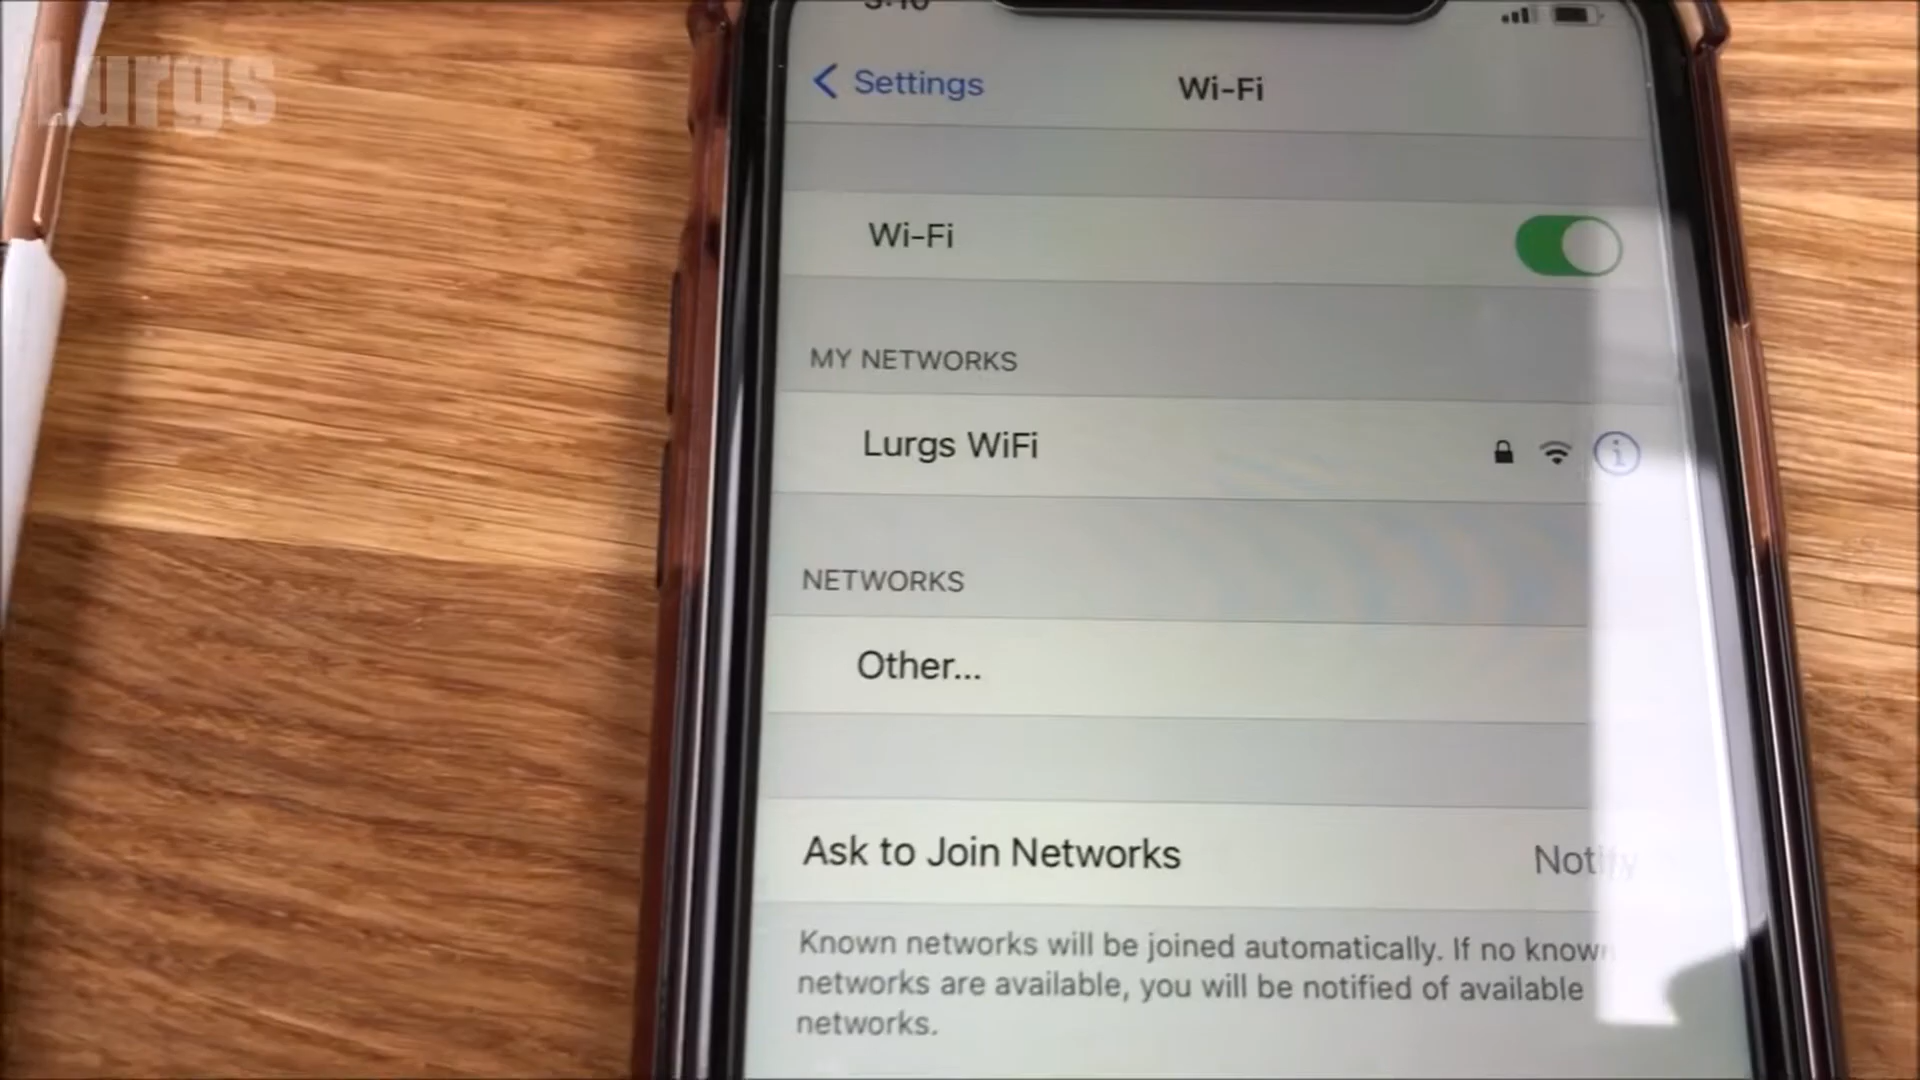 Lurgs
Settings
Wi-Fi
Wi-Fi
MY NETWORKS
Lurgs WiFi
NETWORKS
Other...
Ask to Join Networks
Notify
Known networks will be joined automatically. If no known
networks are available, you will be notified of available
networks.